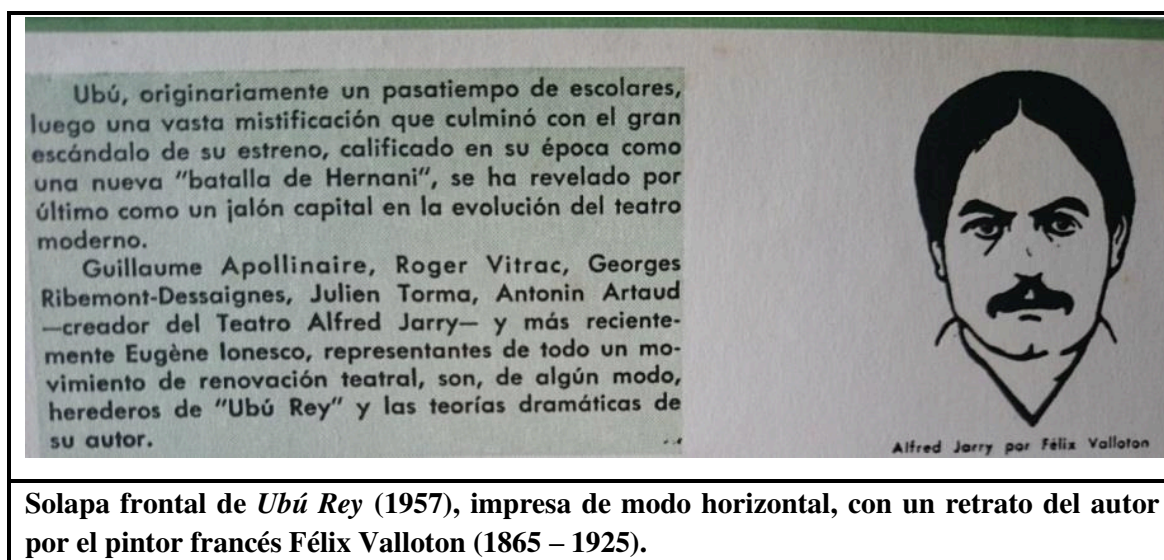 Ubú, originariamente un pasatiempo de escolares,
luego una vasta mistificación que culminó con el gran
escándalo de su estreno, calificado en su época como
una nueva "batalla de Hernani", se ha revelado por
último como un jalón capital en la evolución del teatro
moderno.
Guillaume Apollinaire, Roger Vitrac, Georges
Ribemont-Dessaignes, Julien Torma, Antonin Artaud
—creador del Teatro Alfred Jarry— y más reciente-
mente Eugène Ionesco, representantes de todo un mo-
vimiento de renovación teatral, son, de algún modo,
herederos de "Ubú Rey" y las teorías dramáticas de
su autor.
Alfred Jarry por Félix Valloton
Solapa frontal de Ubú Rey (1957), impresa de modo horizontal, con un retrato del autor
por el pintor francés Félix Valloton (1865 – 1925).